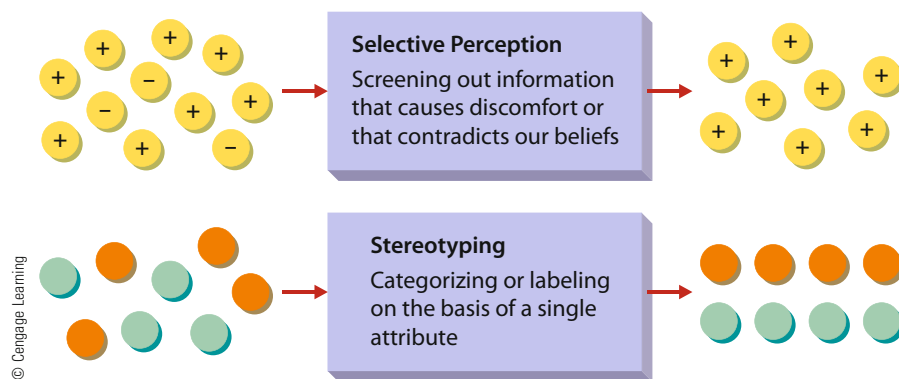 + + + +
+ − + +
− + −
+ +
Selective Perception
Screening out information
that causes discomfort or
that contradicts our beliefs
+ + +
+ +
+ + +
Stereotyping
Categorizing or labeling
on the basis of a single
attribute
© Cengage Learning